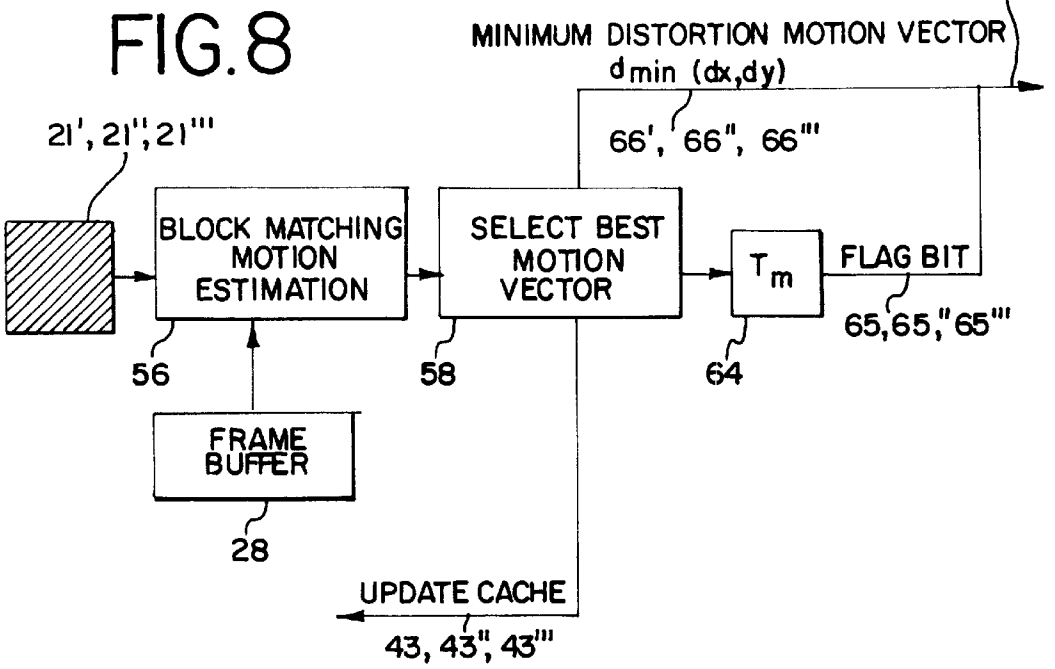 FIG. 8
MINIMUM DISTORTION MOTION VECTOR
dmin (dx,dy)
21', 21'', 21'''
66', 66'', 66'''
BLOCK MATCHING
MOTION
ESTIMATION
SELECT BEST
MOTION
VECTOR
Tm
FLAG BIT
65,65,''65'''
56
58
64
FRAME
BUFFER
28
UPDATE CACHE
43, 43'', 43'''